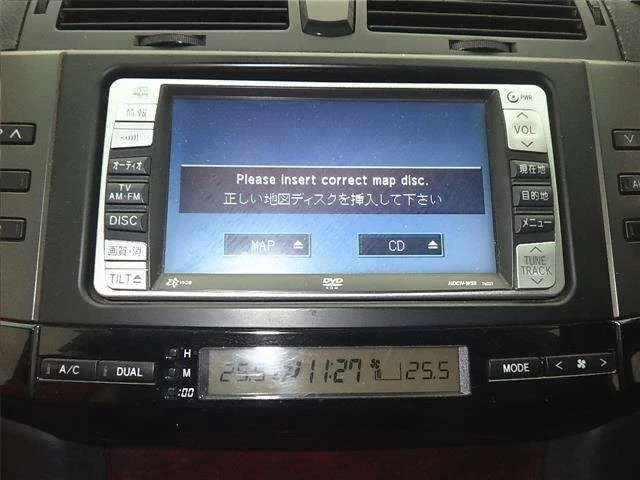 PWR
情報
VOL
オーディオ
TV
AM·FM
DISC
画質・消
TILT
現在地
目的地
メニュー
TUNE
TRACK
Please insert correct map disc.
正しい地図ディスクを挿入して下さい
MAP
CD
VICS
DVD
NDCN-W55
P
A/C
DUAL
H
M
:00
25.5
11:27
25.5
MODE
< >